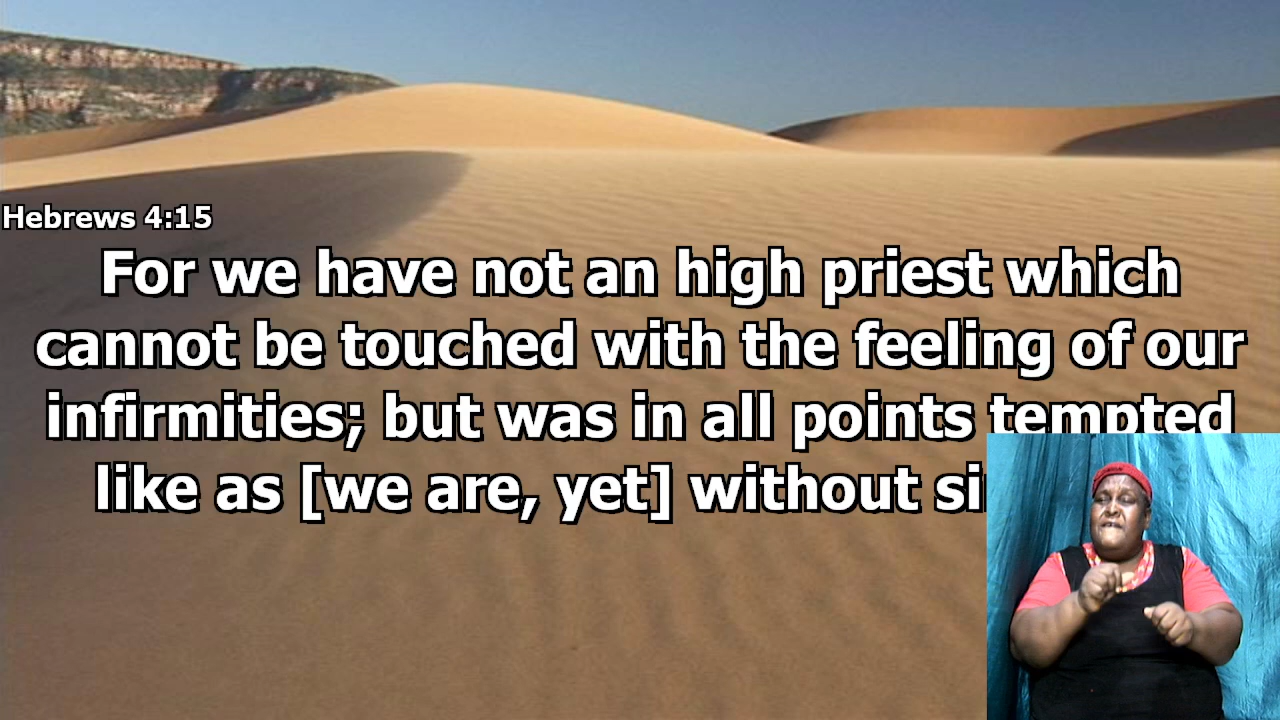 Hebrews 4:15
For we have not an high priest which
cannot be touched with the feeling of our
infirmities; but was in all points tempted
like as [we are, yet] without